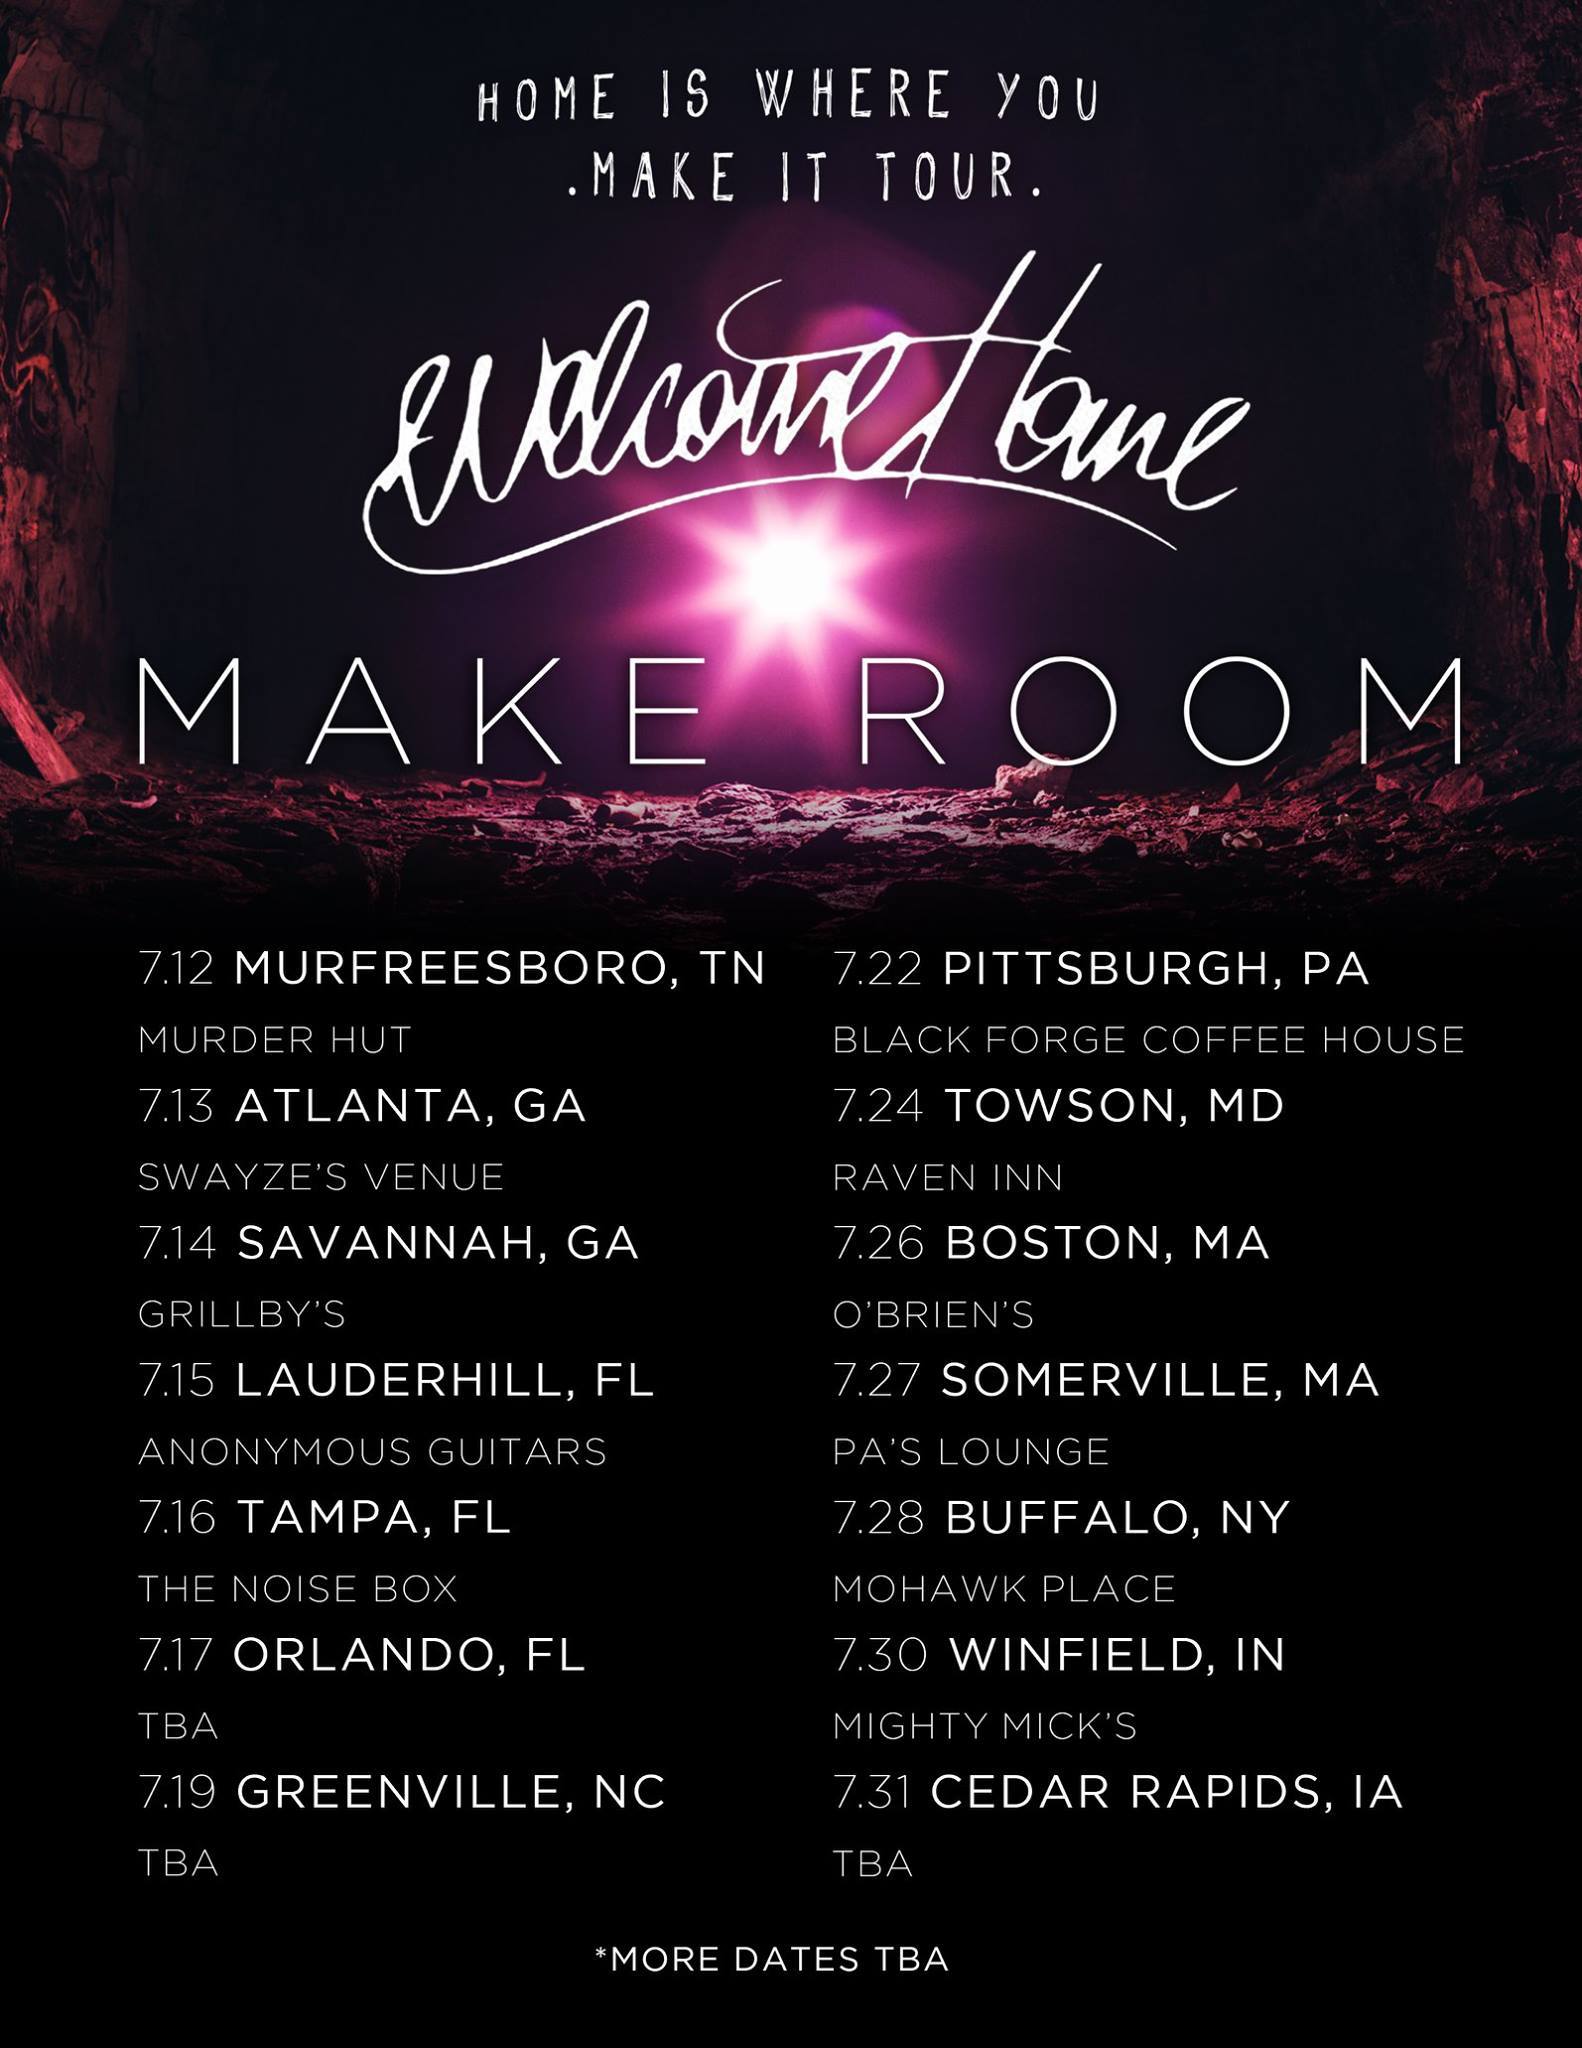 HOME IS WHERE YOU
.MAKE IT TOUR.
Welcome Home
MAKE ROOM
7.12 MURFREESBORO, TN
MURDER HUT
7.13 ATLANTA, GA
SWAYZE'S VENUE
7.14 SAVANNAH, GA
GRILLBY'S
7.15 LAUDERHILL, FL
ANONYMOUS GUITARS
7.16 TAMPA, FL
THE NOISE BOX
7.17 ORLANDO, FL
TBA
7.19 GREENVILLE, NC
TBA
7.22 PITTSBURGH, PA
BLACK FORGE COFFEE HOUSE
7.24 TOWSON, MD
RAVEN INN
7.26 BOSTON, MA
O'BRIEN'S
7.27 SOMERVILLE, MA
PA'S LOUNGE
7.28 BUFFALO, NY
MOHAWK PLACE
7.30 WINFIELD, IN
MIGHTY MICK'S
7.31 CEDAR RAPIDS, IA
TBA
*MORE DATES TBA